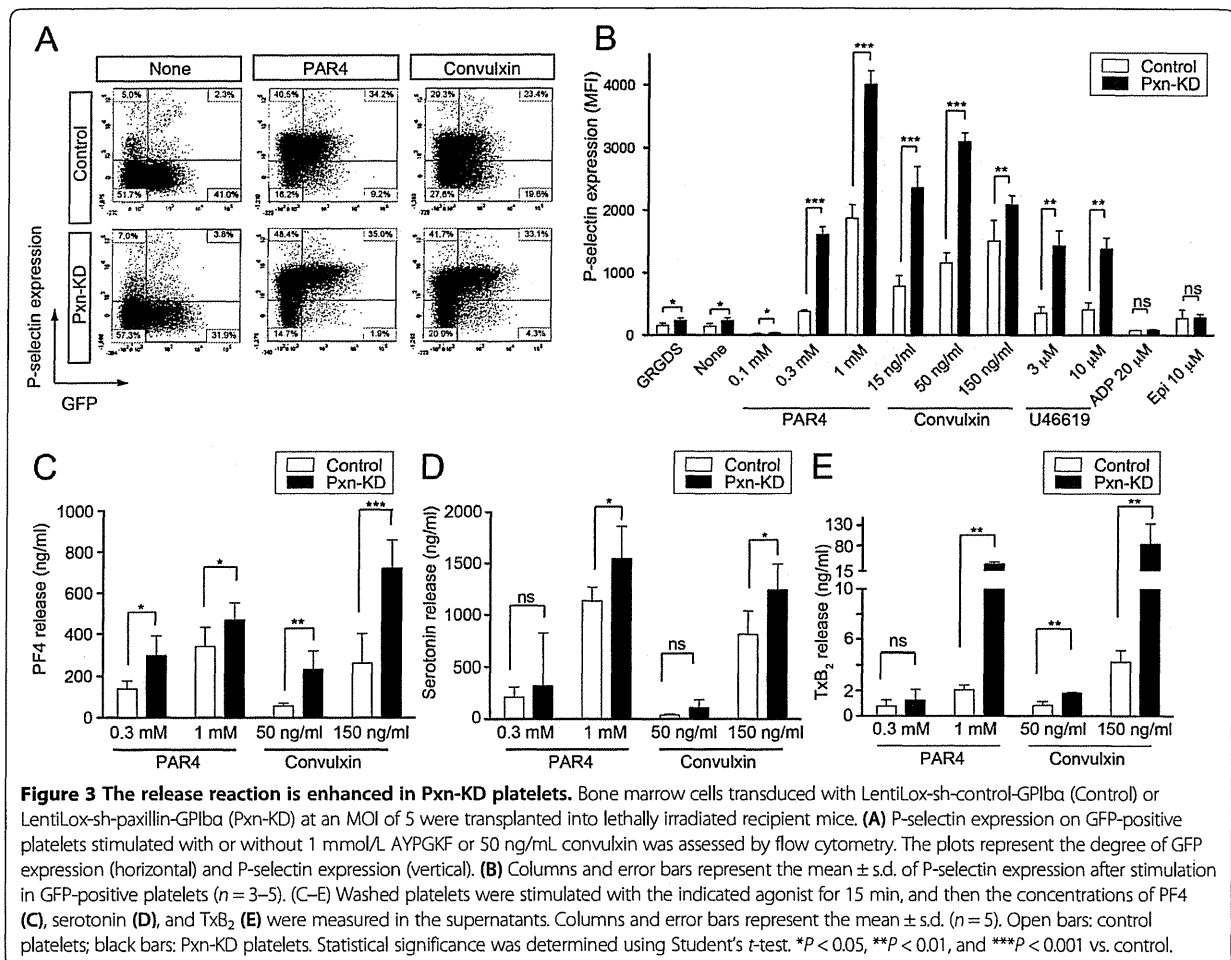 A
None
PAR4
Convulxin
Control
Pxn-KD
5.0%
2.3%
51.7%
41.0%
40.5%
34.2%
16.2%
9.2%
29.3%
23.4%
27.6%
19.6%
7.0%
3.8%
57.3%
31.9%
48.4%
35.0%
14.7%
1.9%
41.7%
33.1%
20.9%
4.3%
P-selectin expression
GFP
B
Control
Pxn-KD
P-selectin expression (MFI)
4000
3000
2000
1000
0
*
*
*
***
***
***
***
**
**
**
ns
ns
GRGDS
None
0.1 mM
0.3 mM
1 mM
15 ng/ml
50 ng/ml
150 ng/ml
3 µM
10 µM
ADP 20 µM
Epi 10 µM
PAR4
Convulxin
U46619
C
Control
Pxn-KD
PF4 release (ng/ml)
1000
800
600
400
200
0
*
*
**
***
0.3 mM
1 mM
50 ng/ml
150 ng/ml
PAR4
Convulxin
D
Control
Pxn-KD
Serotonin release (ng/ml)
2000
1500
1000
500
0
ns
*
ns
*
0.3 mM
1 mM
50 ng/ml
150 ng/ml
PAR4
Convulxin
E
Control
Pxn-KD
TxB2 release (ng/ml)
130
80
15
10
6
4
2
0
ns
**
**
**
0.3 mM
1 mM
50 ng/ml
150 ng/ml
PAR4
Convulxin
Figure 3 The release reaction is enhanced in Pxn-KD platelets. Bone marrow cells transduced with LentiLox-sh-control-GPIbα (Control) or
LentiLox-sh-paxillin-GPIbα (Pxn-KD) at an MOI of 5 were transplanted into lethally irradiated recipient mice. (A) P-selectin expression on GFP-positive
platelets stimulated with or without 1 mmol/L AYPGKF or 50 ng/mL convulxin was assessed by flow cytometry. The plots represent the degree of GFP
expression (horizontal) and P-selectin expression (vertical). (B) Columns and error bars represent the mean ± s.d. of P-selectin expression after stimulation
in GFP-positive platelets (n = 3–5). (C–E) Washed platelets were stimulated with the indicated agonist for 15 min, and then the concentrations of PF4
(C), serotonin (D), and TxB2 (E) were measured in the supernatants. Columns and error bars represent the mean ± s.d. (n = 5). Open bars: control
platelets; black bars: Pxn-KD platelets. Statistical significance was determined using Student's t-test. *P < 0.05, **P < 0.01, and ***P < 0.001 vs. control.